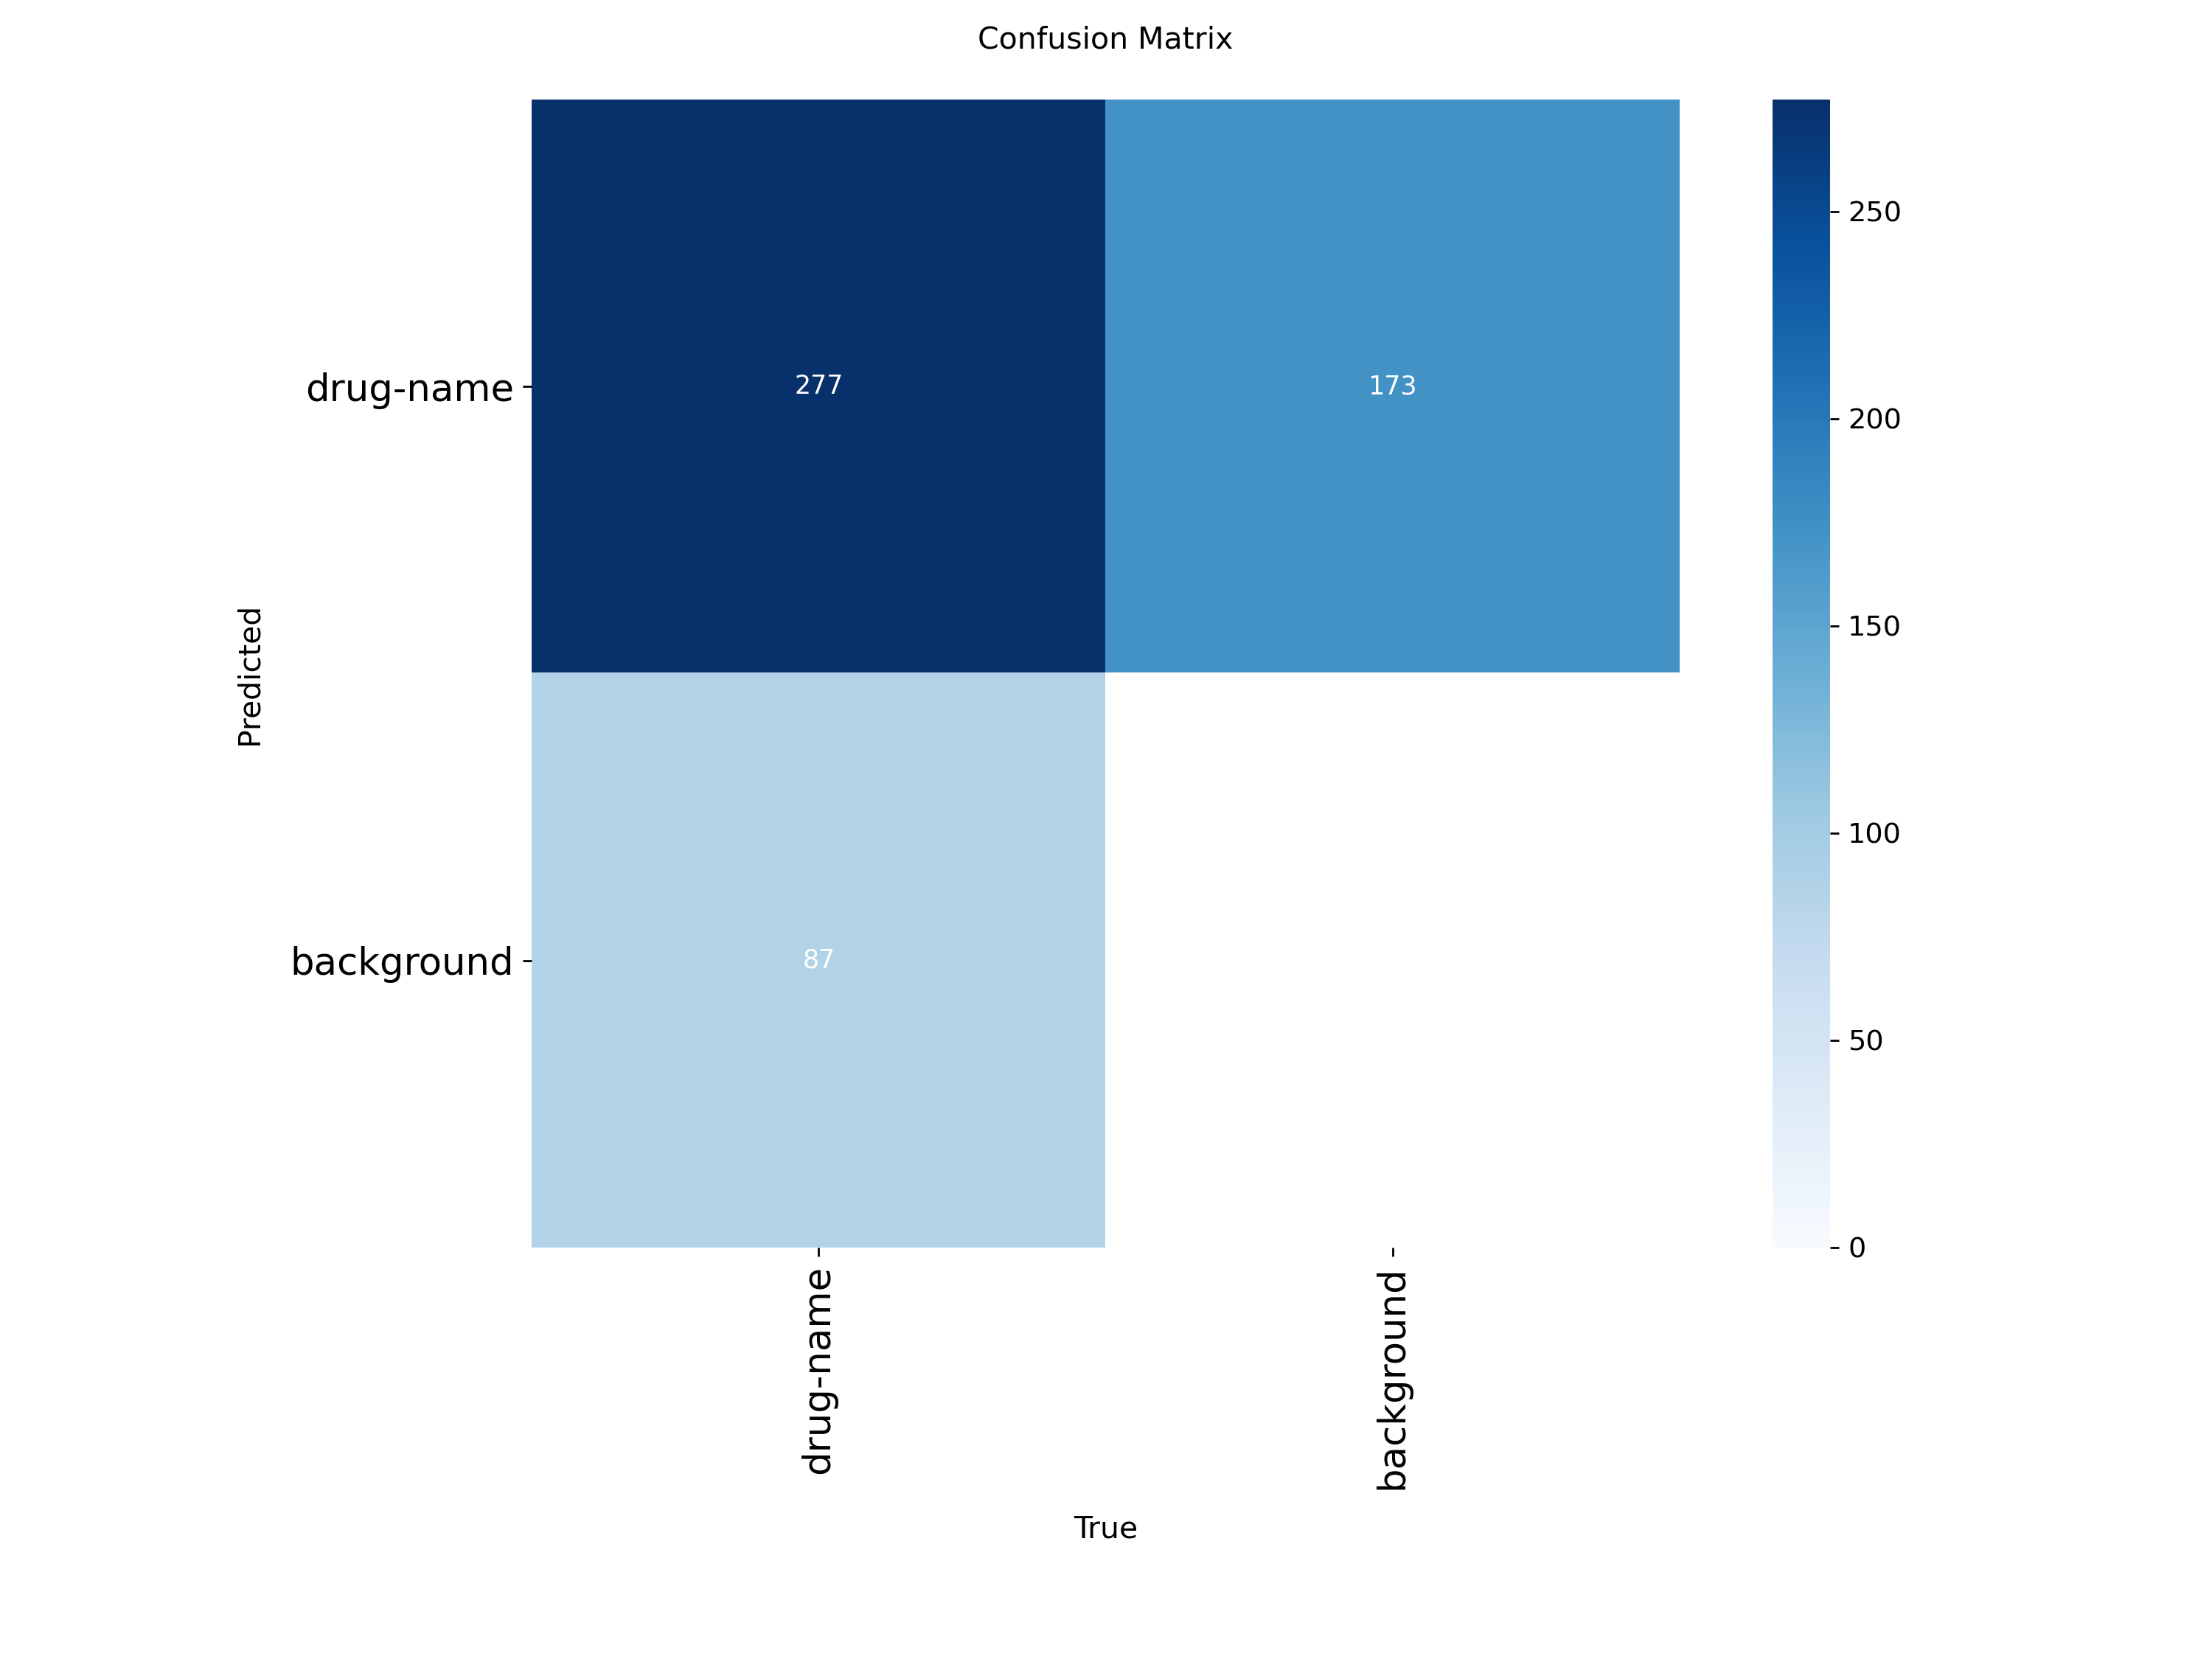 Confusion Matrix
250
200
150
100
50
0
Predicted
drug-name
277
173
background
87
drug-name
background
True